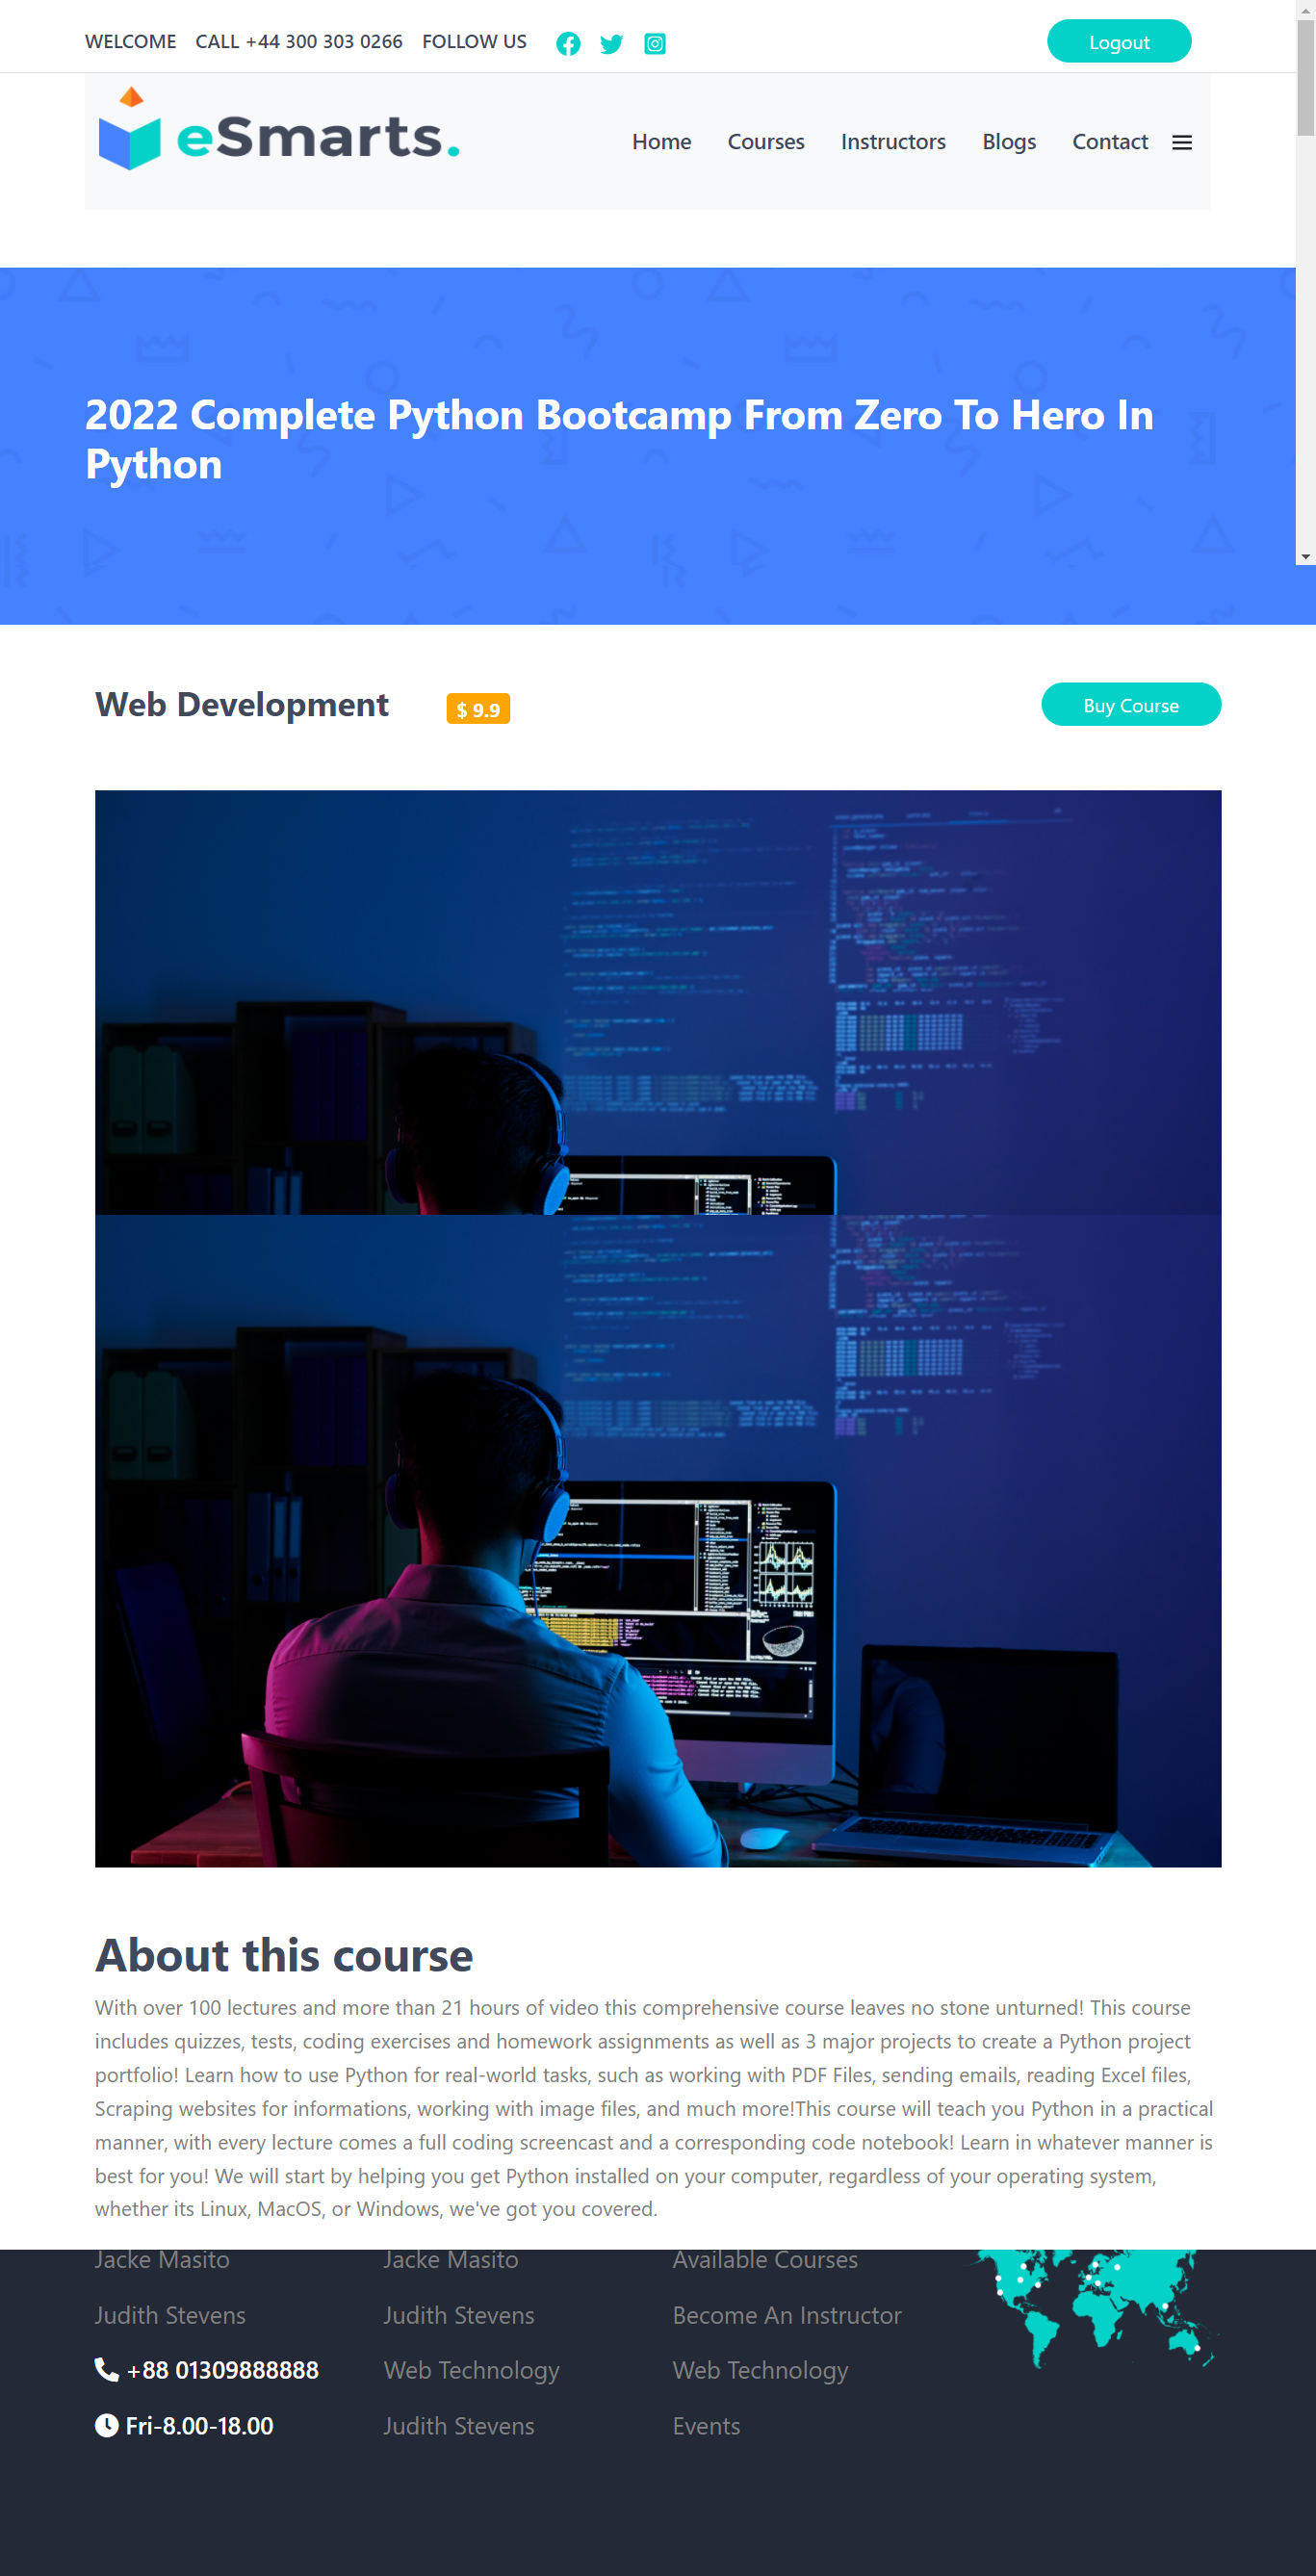 WELCOME CALL +44 300 303 0266 FOLLOW US
Logout
eSmarts.
Home Courses Instructors Blogs Contact
2022 Complete Python Bootcamp From Zero To Hero In
Python
Web Development
$ 9.9
Buy Course
About this course
With over 100 lectures and more than 21 hours of video this comprehensive course leaves no stone unturned! This course
includes quizzes, tests, coding exercises and homework assignments as well as 3 major projects to create a Python project
portfolio! Learn how to use Python for real-world tasks, such as working with PDF Files, sending emails, reading Excel files,
Scraping websites for informations, working with image files, and much more!This course will teach you Python in a practical
manner, with every lecture comes a full coding screencast and a corresponding code notebook! Learn in whatever manner is
best for you! We will start by helping you get Python installed on your computer, regardless of your operating system,
whether its Linux, MacOS, or Windows, we've got you covered.
Jacke Masito Jacke Masito Available Courses
Judith Stevens Judith Stevens Become An Instructor
+88 01309888888 Web Technology Web Technology
Fri-8.00-18.00 Judith Stevens Events